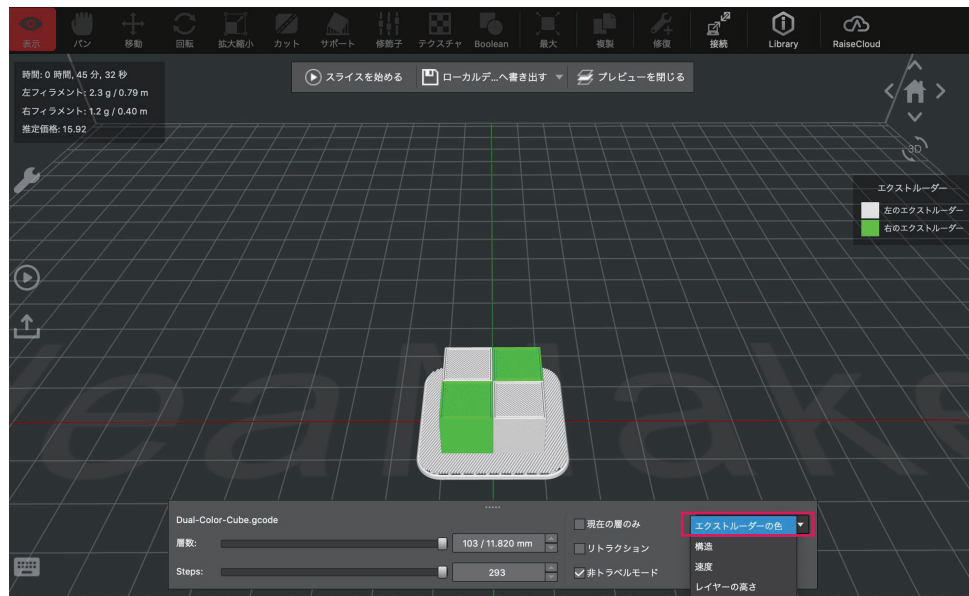 表示
パン
移動
回転
拡大縮小
カット
サポート
修飾子
テクスチャ
Boolean
最大
複製
修復
接続
Library
RaiseCloud
時間: 0 時間, 45 分, 32 秒
左フィラメント: 2.3 g / 0.79 m
右フィラメント: 1.2 g / 0.40 m
推定価格: 15.92
スライスを始める
ローカルデ...へ書き出す
プレビューを閉じる
3D
エクストルーダー
左のエクストルーダー
右のエクストルーダー
Dual-Color-Cube.gcode
層数:
103 / 11.820 mm
Steps:
293
現在の層のみ
リトラクション
非トラベルモード
エクストルーダーの色
構造
速度
レイヤーの高さ